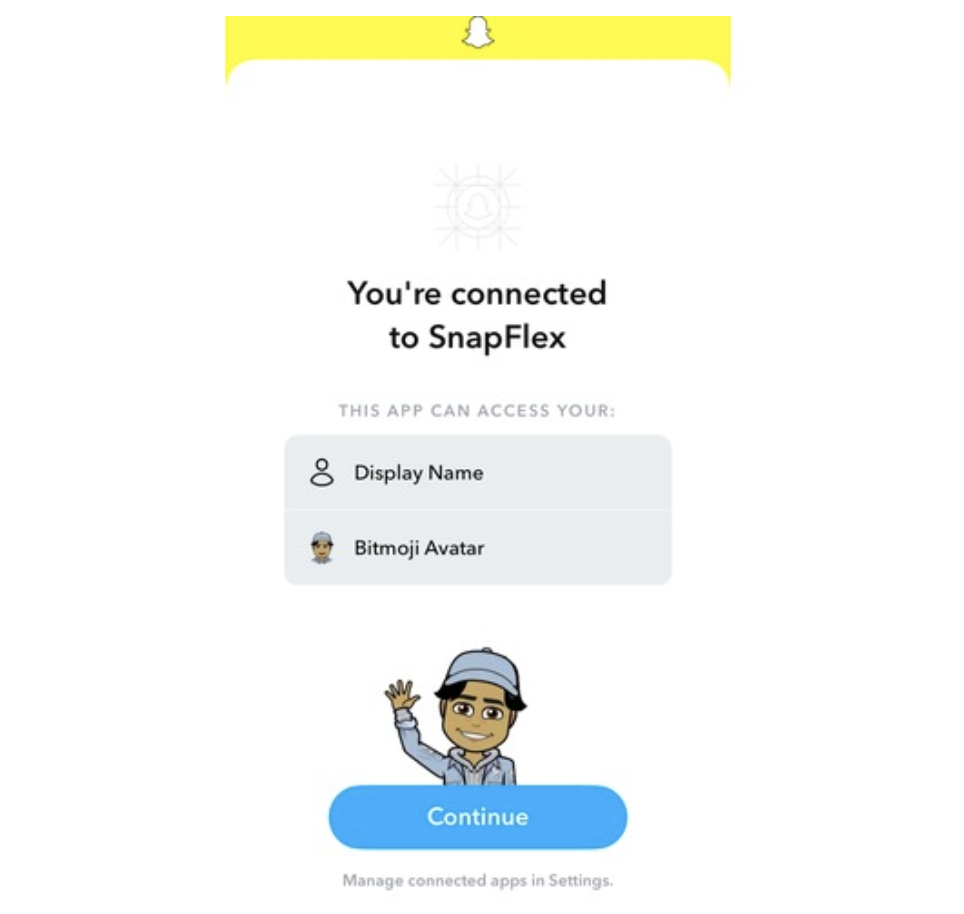 You're connected
to SnapFlex
THIS APP CAN ACCESS YOUR:
Display Name
Bitmoji Avatar
Continue
Manage connected apps in Settings.